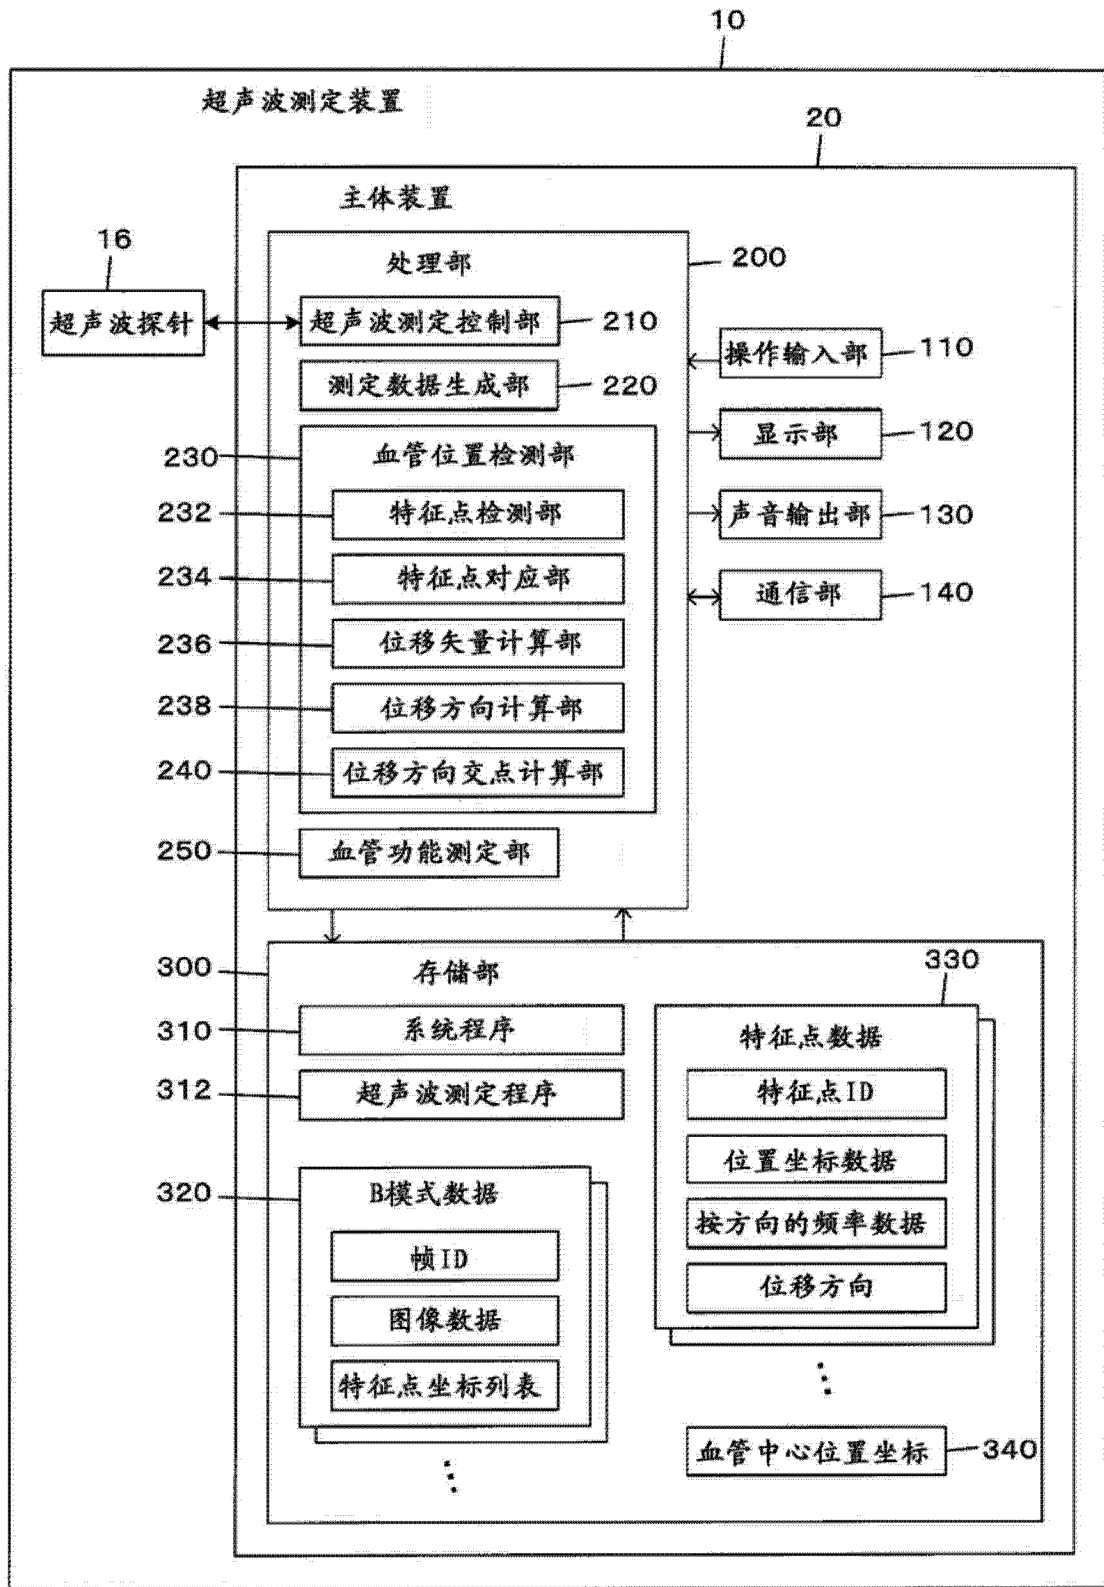 10
超声波测定装置
20
主体装置
16
超声波探针
处理部
200
超声波测定控制部
210
测定数据生成部
220
230
血管位置检测部
232
特征点检测部
234
特征点对应部
236
位移矢量计算部
238
位移方向计算部
240
位移方向交点计算部
250
血管功能测定部
操作输入部
110
显示部
120
声音输出部
130
通信部
140
300
存储部
310
系统程序
312
超声波测定程序
320
B模式数据
帧ID
图像数据
特征点坐标列表
330
特征点数据
特征点ID
位置坐标数据
按方向的频率数据
位移方向
血管中心位置坐标
340